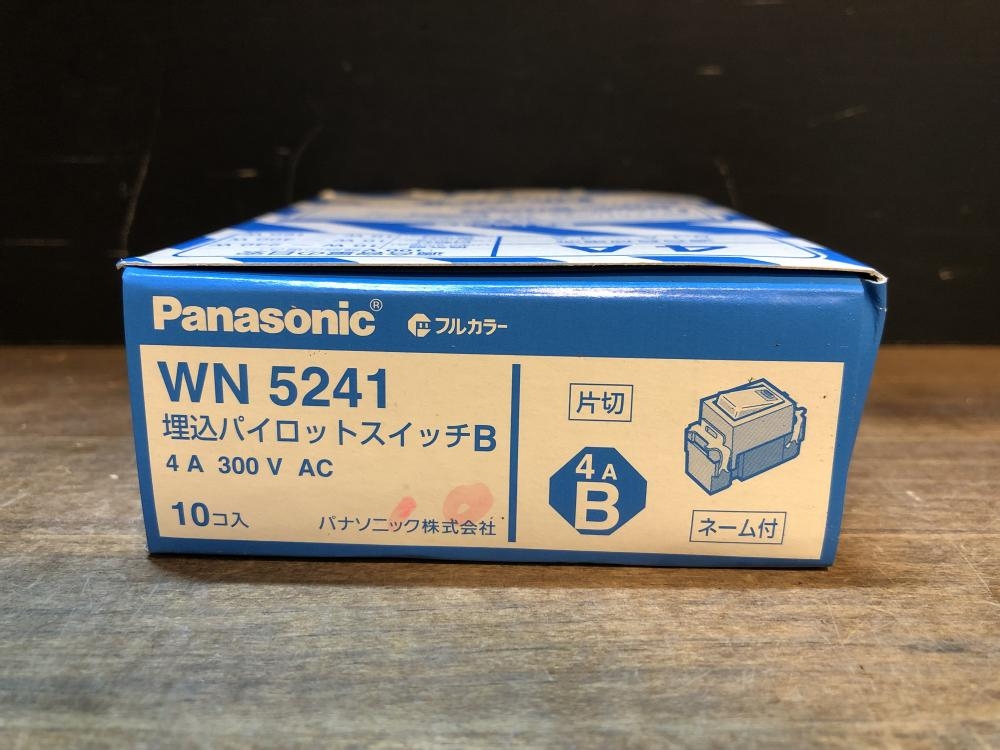 4A
Panasonic® フルカラー
WN 5241
埋込パイロットスイッチB
4 A 300 V AC
10コ入 パナソニック株式会社
片切
4 A
B
ネーム付